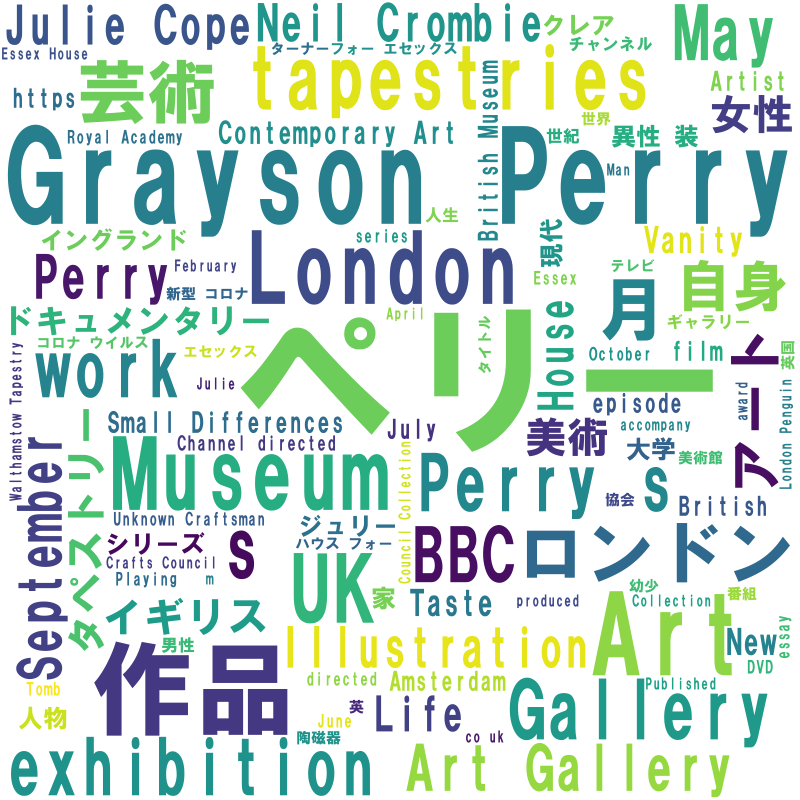 Julie Cope
Neil Crombie
クレア
May
Essex House
ターナーフォー エセックス
チャンネル
https
芸術
tapestries
Artist
女性
Royal Academy
Contemporary Art
British Museum
世界
世紀
異性 装
Grayson Perry
Man
人生
イングランド
series
現代
Vanity
Perry
February
London
Essex
テレビ
自身
新型 コロナ
ドキュメンタリー
April
ペリー
タイトル
House
月
ギャラリー
アート
コロナ ウイルス
エセックス
October
film
英国
Walthamstow Tapestry
work
Julie
episode
award
London Penguin
Small Differences
July
accompany
Channel directed
美術
大学
美術館
September
タペストリー
Museum
Council Collection
Perry
S
協会
British
Unknown Craftsman
ジュリー
シリーズ
S
ハウス フォー
BBC
ロンドン
Crafts Council
Playing
m
UK
家
Taste
produced
幼少
Collection
番組
イギリス
男性
Illustration
Art
New
essay
DVD
作品
directed
Amsterdam
Published
Tomb
人物
英
June
Life
Gallery
陶磁器
co uk
exhibition
Art Gallery